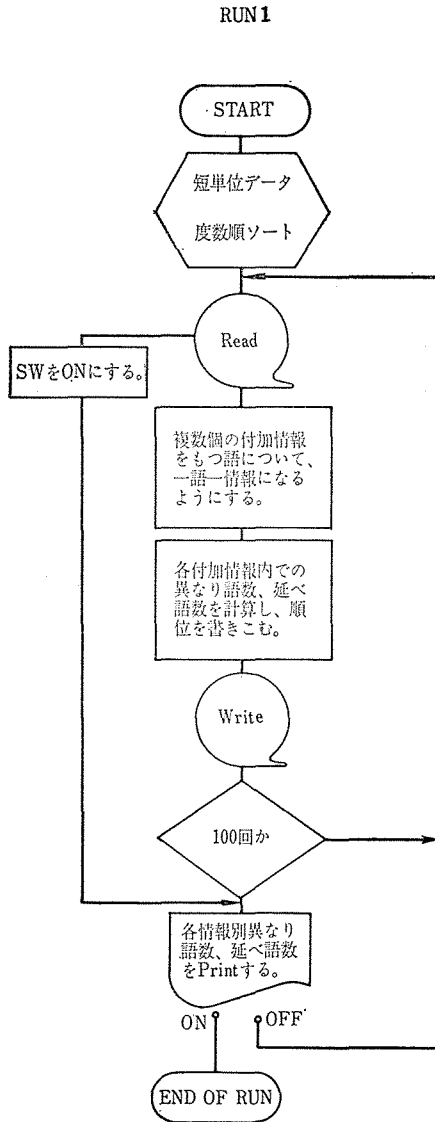 RUN1
START
短単位データ
度数順ソート
Read
SWをONにする。
複数個の付加情報
をもつ語について、
一語一情報になる
ようにする。
各付加情報内での
異なり語数、延べ
語数を計算し、順
位を書きこむ。
Write
100回か
各情報別異なり
語数、延べ語数
をPrintする。
ON
OFF
END OF RUN